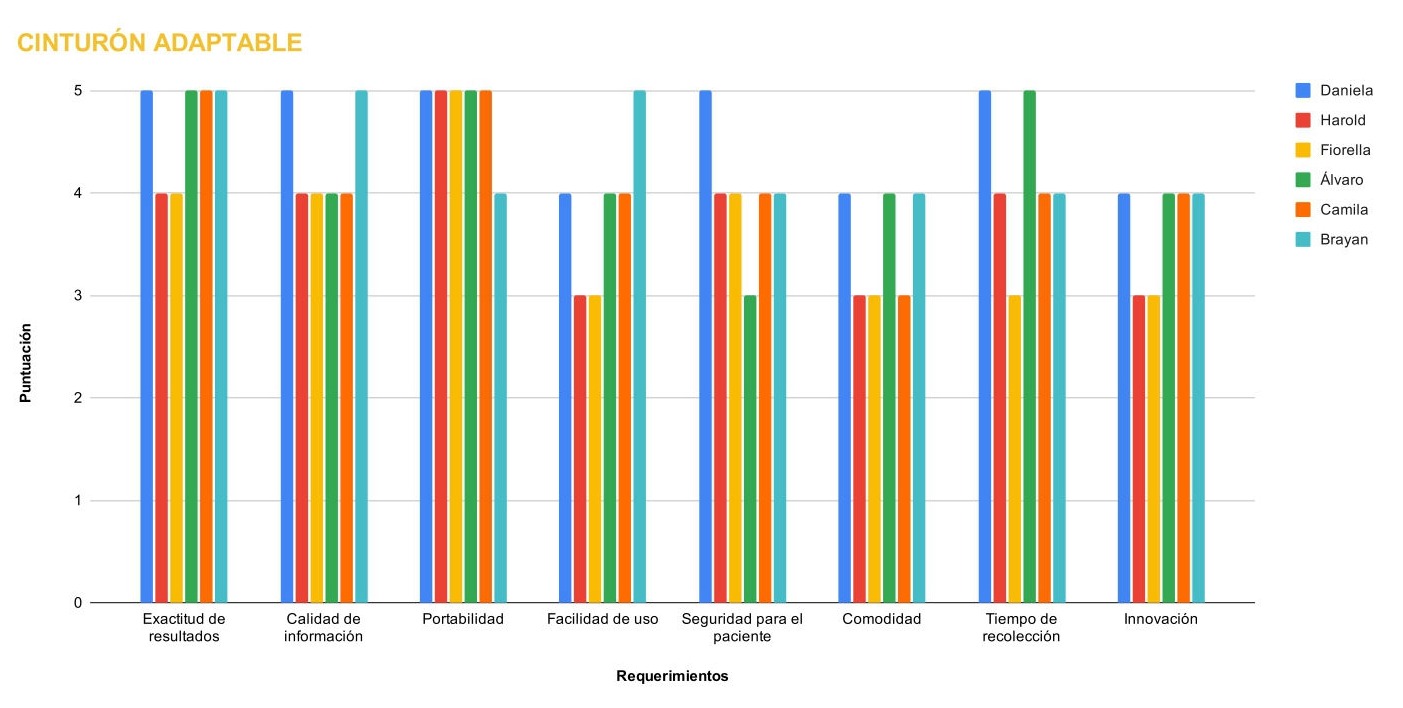 CINTURÓN ADAPTABLE
5
4
3
2
1
0
Puntuación
Exactitud de
resultados
Calidad de
información
Portabilidad
Facilidad de uso
Seguridad para el
paciente
Comodidad
Tiempo de
recolección
Innovación
Requerimientos
Daniela
Harold
Fiorella
Álvaro
Camila
Brayan